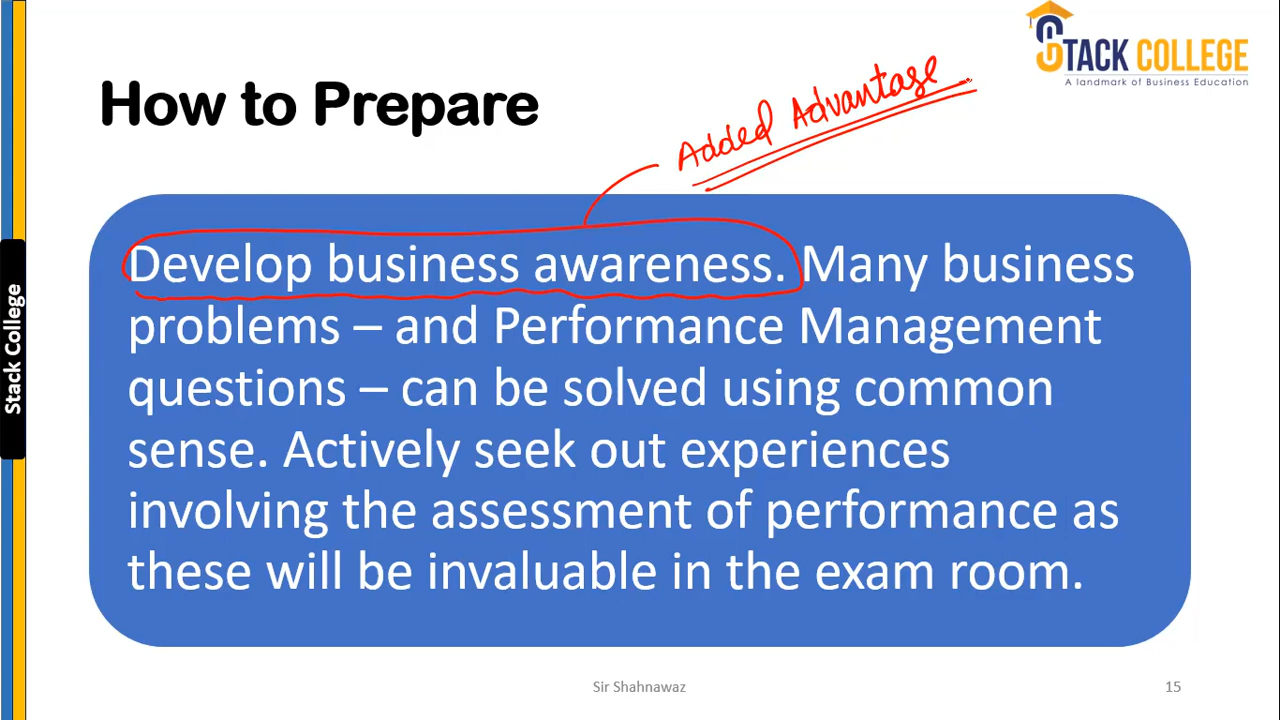 STACK COLLEGE
A landmark of Business Education
How to Prepare
Added Advantage
Develop business awareness. Many business
problems – and Performance Management
questions – can be solved using common
sense. Actively seek out experiences
involving the assessment of performance as
these will be invaluable in the exam room.
Stack College
Sir Shahnawaz
15